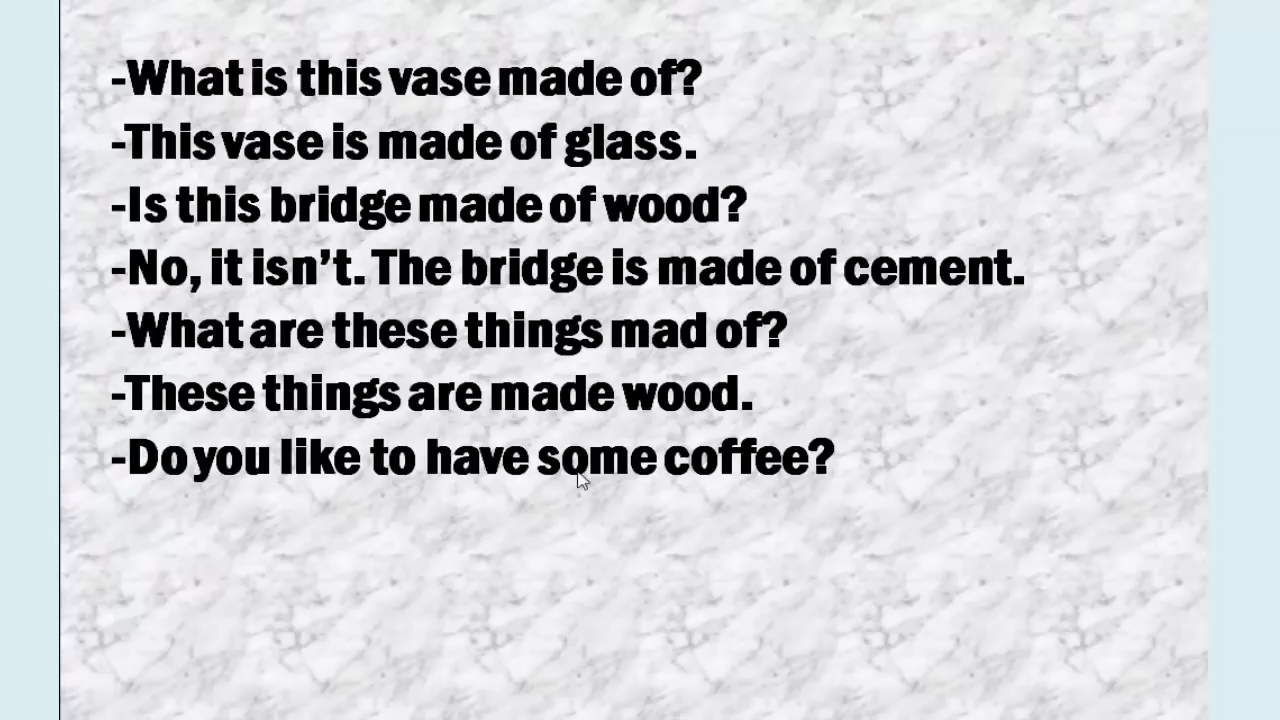 -What is this vase made of?
-This vase is made of glass.
-Is this bridge made of wood?
-No, it isn’t. The bridge is made of cement.
-What are these things mad of?
-These things are made wood.
-Do you like to have some coffee?